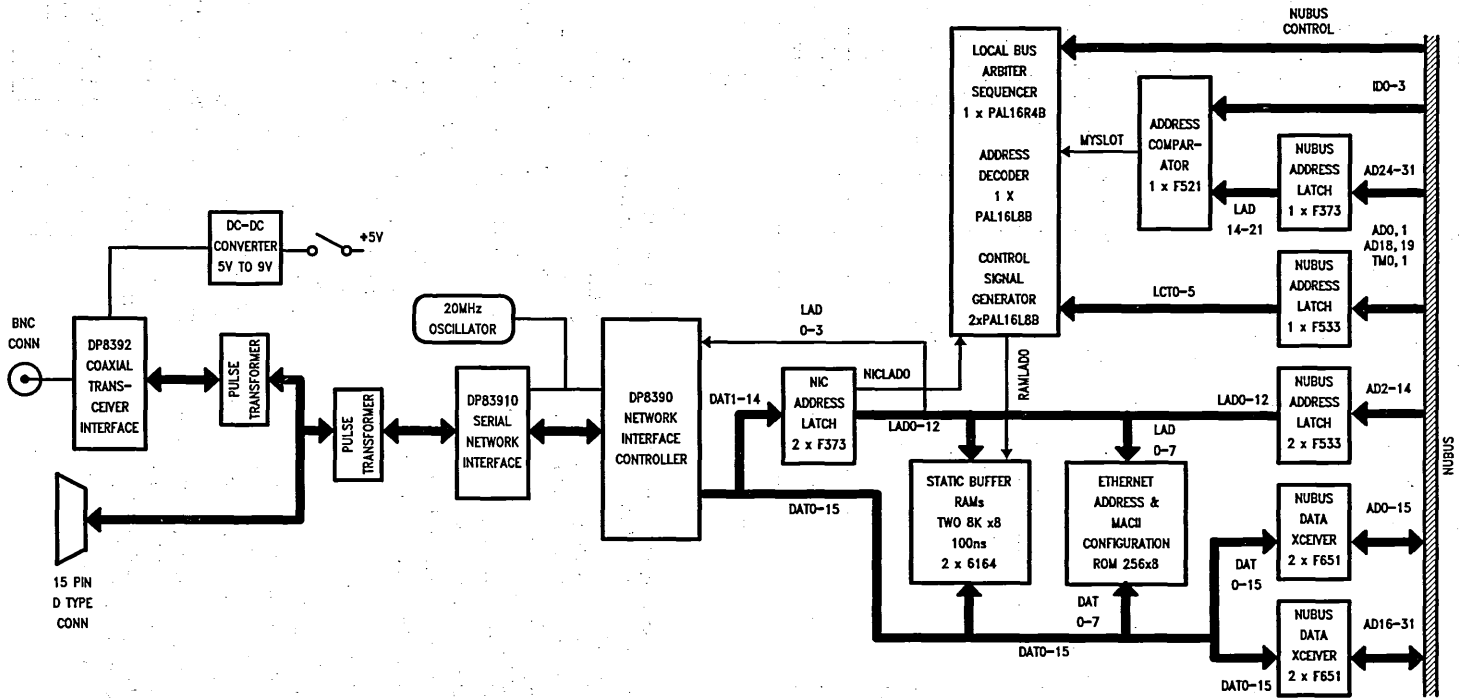 NUBUS
CONTROL
LOCAL BUS
ARBITER
SEQUENCER
1 x PAL16R4B
ADDRESS
DECODER
1 X
PAL16L8B
CONTROL
SIGNAL
GENERATOR
2xPAL16L8B
ID0-3
ADDRESS
COMPAR-
ATOR
1 x F521
MYSLOT
NUBUS
ADDRESS
LATCH
1 x F373
AD24-31
LAD
14-21
AD0,1
AD18,19
TM0,1
NUBUS
ADDRESS
LATCH
1 x F533
LCT0-5
DC-DC
CONVERTER
5V TO 9V
+5V
BNC
CONN
DP8392
COAXIAL
TRANS-
CEIVER
INTERFACE
PULSE
TRANSFORMER
PULSE
TRANSFORMER
20MHz
OSCILLATOR
DP83910
SERIAL
NETWORK
INTERFACE
DP8390
NETWORK
INTERFACE
CONTROLLER
LAD
0-3
DAT1-14
NIC
ADDRESS
LATCH
2 x F373
NICLAD0
RAMLAD0
LAD0-12
LAD0-12
NUBUS
ADDRESS
LATCH
2 x F533
AD2-14
LAD
0-7
STATIC BUFFER
RAMs
TWO 8K x8
100ns
2 x 6164
ETHERNET
ADDRESS &
MACII
CONFIGURATION
ROM 256x8
DAT0-15
NUBUS
DATA
XCEIVER
2 x F651
AD0-15
DAT
0-15
DAT
0-7
DAT0-15
NUBUS
DATA
XCEIVER
2 x F651
AD16-31
DAT0-15
NUBUS
15 PIN
D TYPE
CONN